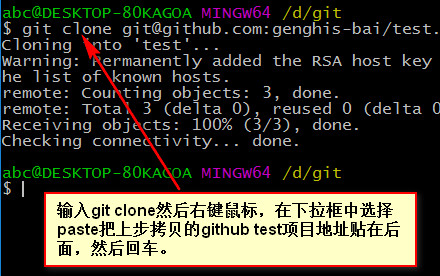 abc@DESKTOP-80KAGOA MINGW64 /d/git
$ git clone git@github.com:genghis-bai/test.
Cloning into 'test'...
Warning: Permanently added the RSA host key
he list of known hosts.
remote: Counting objects: 3, done.
remote: Total 3 (delta 0), reused 0 (delta 0
Receiving objects: 100% (3/3), done.
Checking connectivity... done.
abc@DESKTOP-80KAGOA MINGW64 /d/git
$
输入git clone然后右键鼠标，在下拉框中选择
paste把上步拷贝的github test项目地址贴在后
面，然后回车。